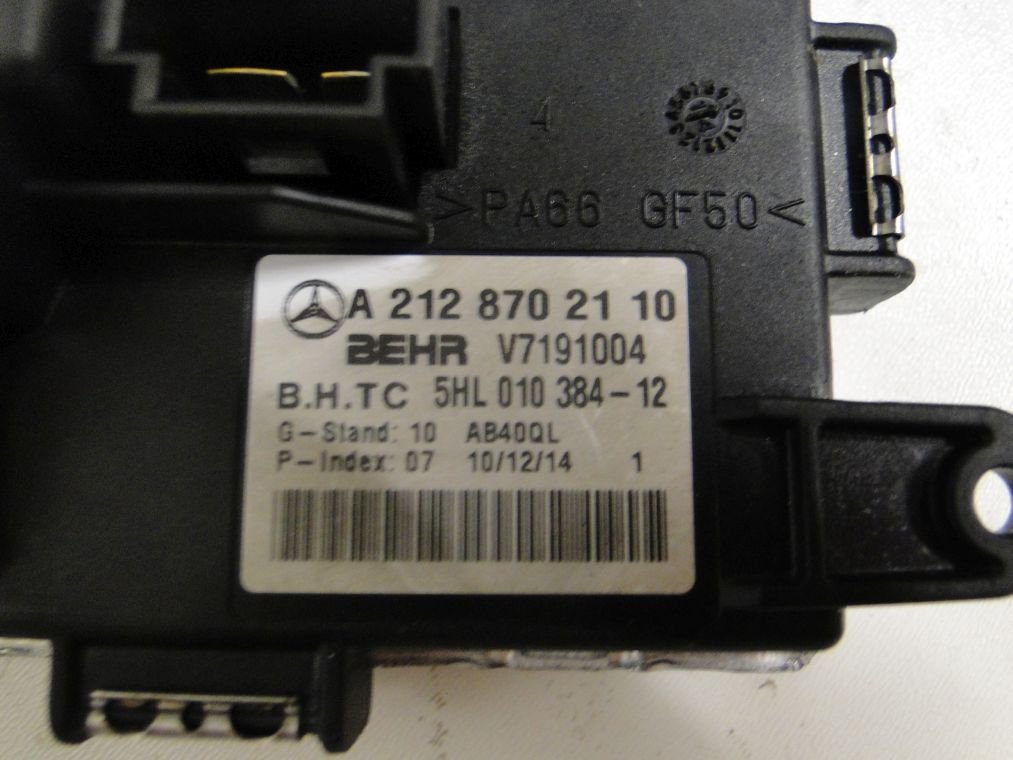 4
>PA66 GF50<
A 212 870 21 10
BEHR V7191004
B.H.TC 5HL 010 384-12
G-Stand: 10 AB40QL
P-Index: 07 10/12/14 1